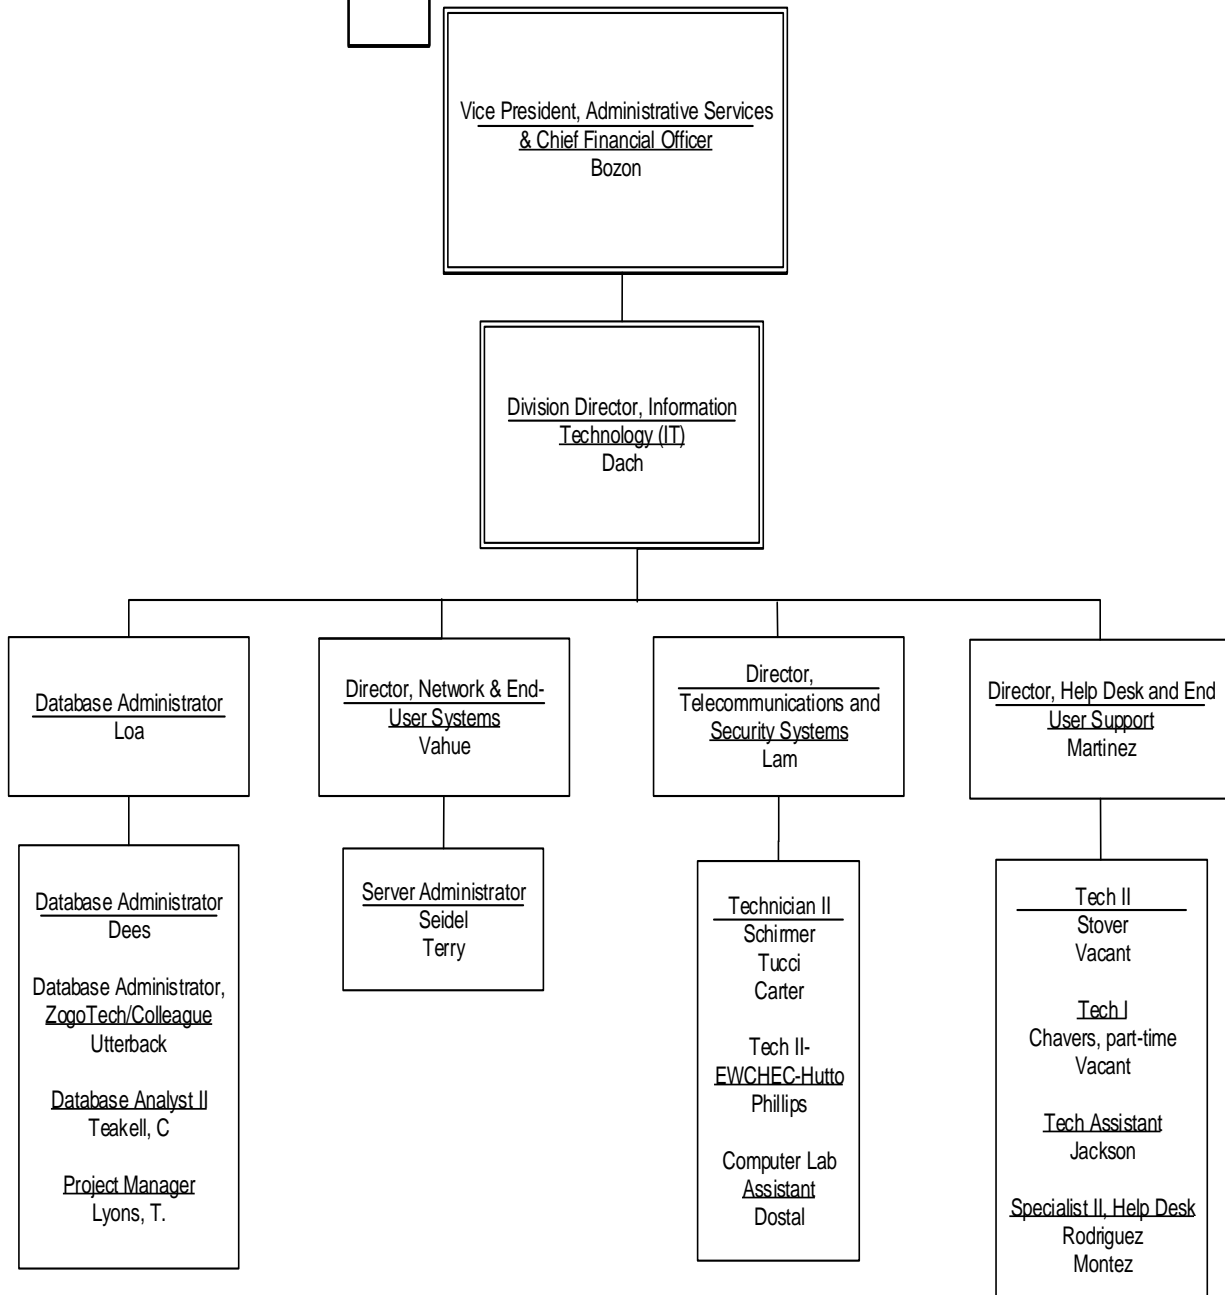 Vice President, Administrative Services
& Chief Financial Officer
Bozon
Division Director, Information
Technology (IT)
Dach
Database Administrator
Loa
Director, Network & End-
User Systems
Vahue
Director,
Telecommunications and
Security Systems
Lam
Director, Help Desk and End
User Support
Martinez
Database Administrator
Dees
Database Administrator,
ZogoTech/Colleague
Utterback
Database Analyst II
Teakell, C
Project Manager
Lyons, T.
Server Administrator
Seidel
Terry
Technician II
Schirmer
Tucci
Carter
Tech II-
EWCHEC-Hutto
Phillips
Computer Lab
Assistant
Dostal
Tech II
Stover
Vacant
Tech I
Chavers, part-time
Vacant
Tech Assistant
Jackson
Specialist II, Help Desk
Rodriguez
Montez